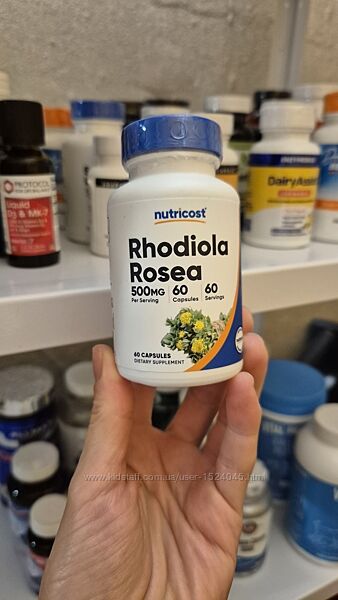 nutricost®
Rhodiola
Rosea
500MG
Per Serving
60
Capsules
60
Servings
60 CAPSULES
DIETARY SUPPLEMENT
PROTOCOL
Liquid
D3 & MK-7
DairyAssist
www.kidstaff.com.ua/user-1524045.html